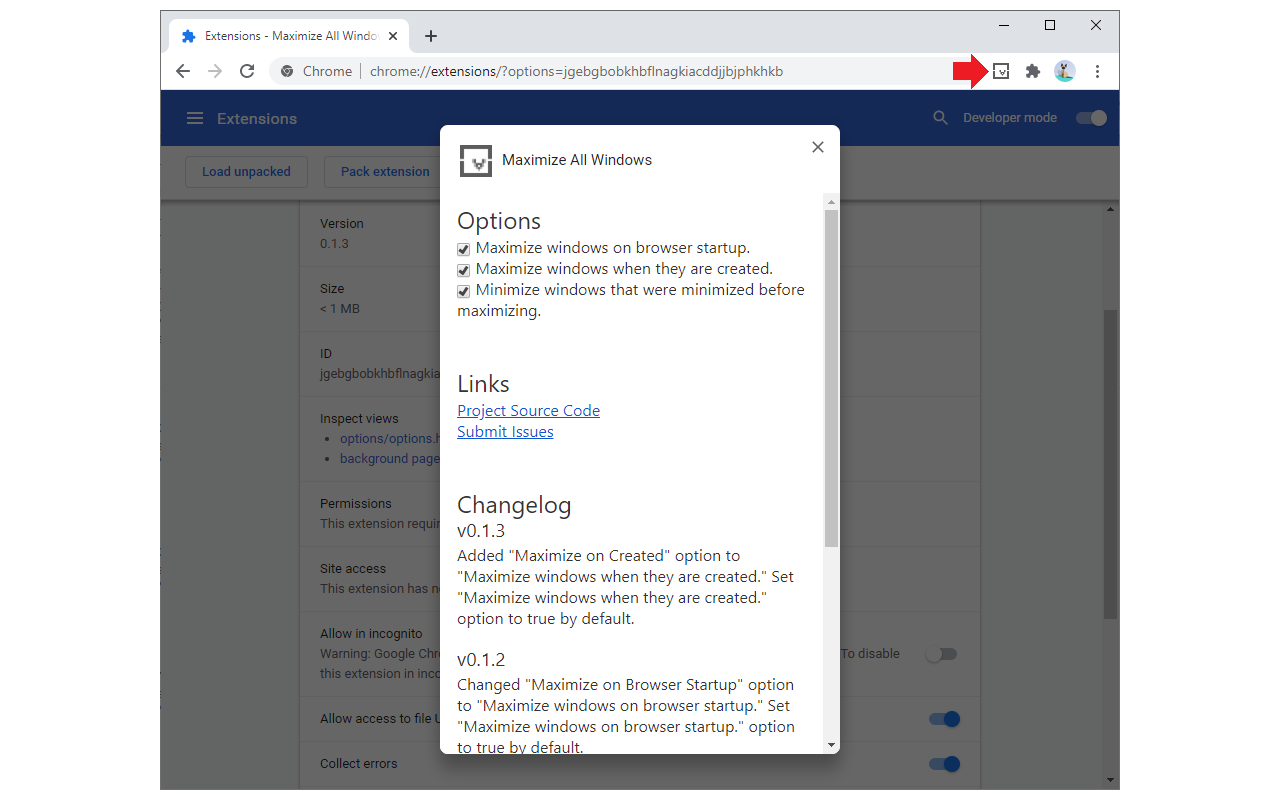 Extensions - Maximize All Windo
Chrome | chrome://extensions/?options=jgebgbobkhbflnagkiacddjjbjphkhkb
Extensions
Developer mode
Load unpacked
Pack extension
Maximize All Windows
Options
Maximize windows on browser startup.
Maximize windows when they are created.
Minimize windows that were minimized before
maximizing.
Links
Project Source Code
Submit Issues
Changelog
v0.1.3
Added "Maximize on Created" option to
"Maximize windows when they are created." Set
"Maximize windows when they are created."
option to true by default.
v0.1.2
Changed "Maximize on Browser Startup" option
to "Maximize windows on browser startup." Set
"Maximize windows on browser startup." option
to true by default.
Version
0.1.3
Size
< 1 MB
ID
jgebgbobkhbflnagkia
Inspect views
options/options.h
background page
Permissions
This extension requir
Site access
This extension has n
Allow in incognito
Warning: Google Chr
To disable
this extension in inco
Allow access to file U
Collect errors